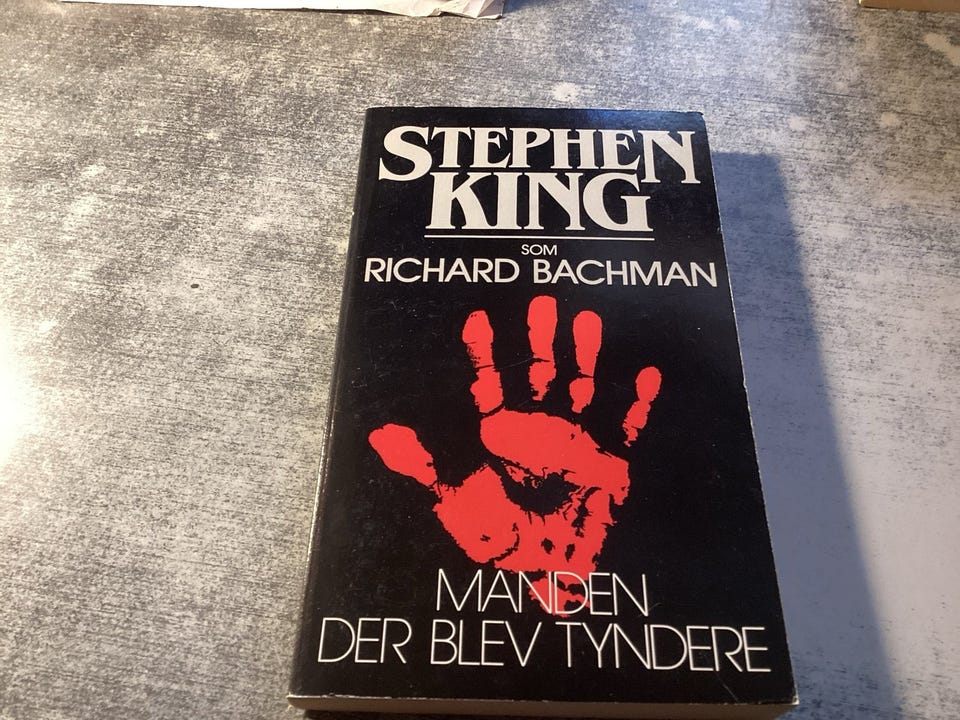 STEPHEN
KING
SOM
RICHARD BACHMAN
MANDEN
DER BLEV TYNDERE